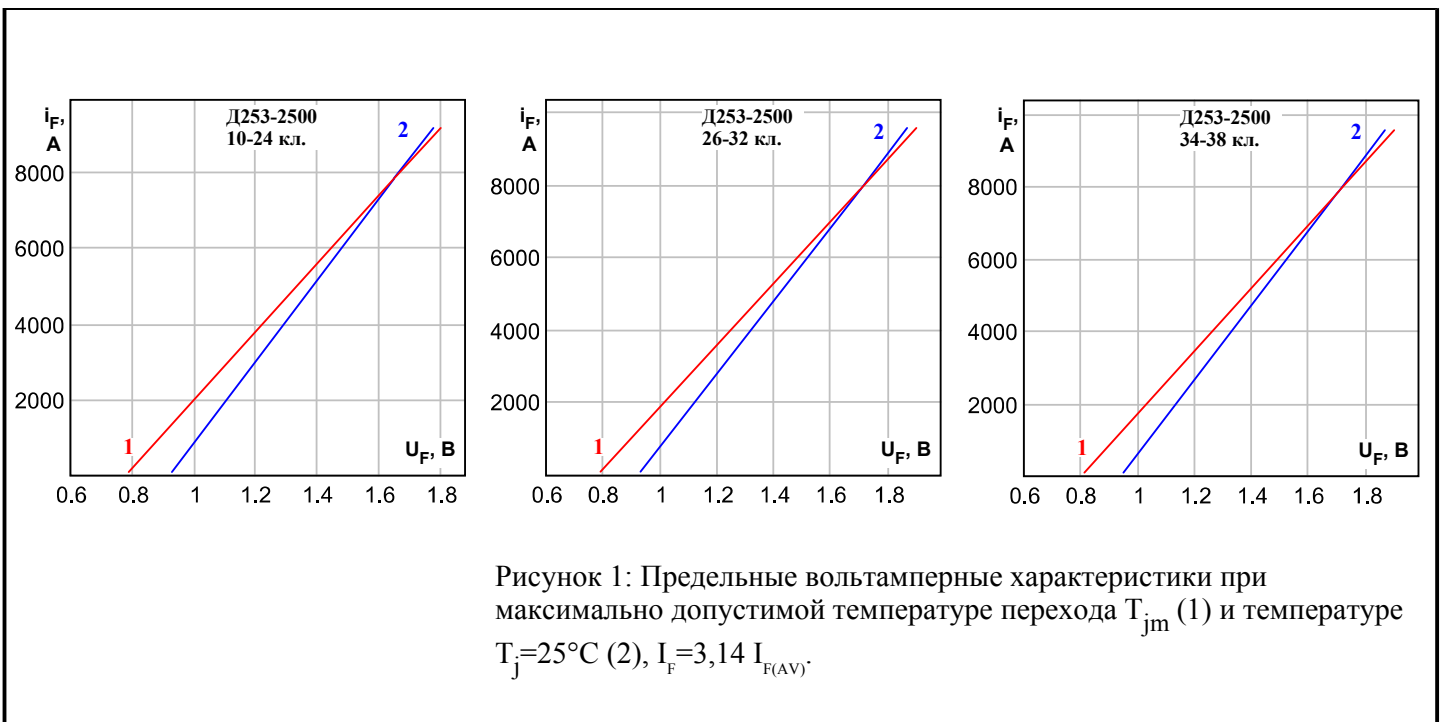 i_F,
А
Д253-2500
10-24 кл.
2
8000
6000
4000
2000
1
U_F, В
0.6 0.8 1 1.2 1.4 1.6 1.8
i_F,
А
Д253-2500
26-32 кл.
2
8000
6000
4000
2000
1
U_F, В
0.6 0.8 1 1.2 1.4 1.6 1.8
i_F,
А
Д253-2500
34-38 кл.
2
8000
6000
4000
2000
1
U_F, В
0.6 0.8 1 1.2 1.4 1.6 1.8
Рисунок 1: Предельные вольтамперные характеристики при
максимально допустимой температуре перехода T_jm (1) и температуре
T_j=25°C (2), I_F=3,14 I_F(AV).